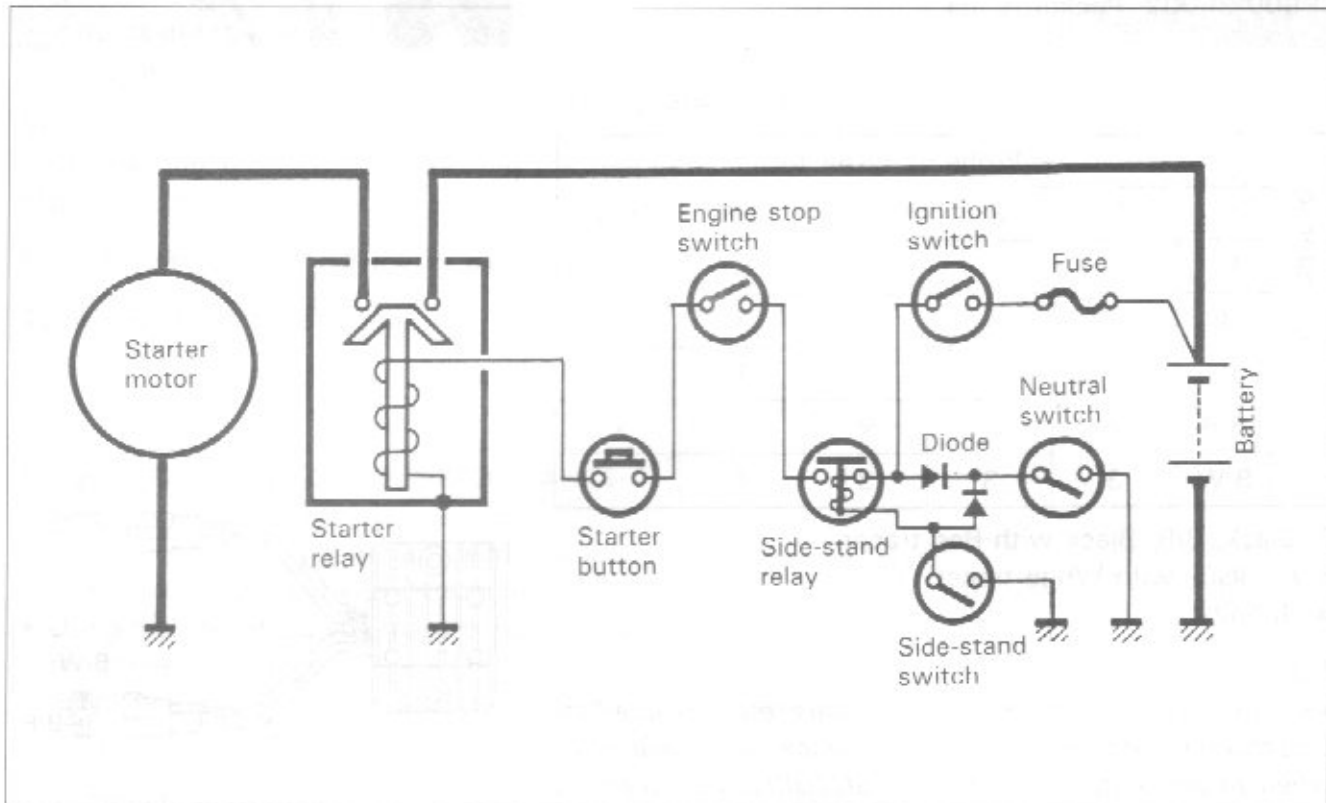 Engine stop
switch
Ignition
switch
Fuse
Starter
motor
Neutral
switch
Battery
Diode
Starter
relay
Starter
button
Side-stand
relay
Side-stand
switch